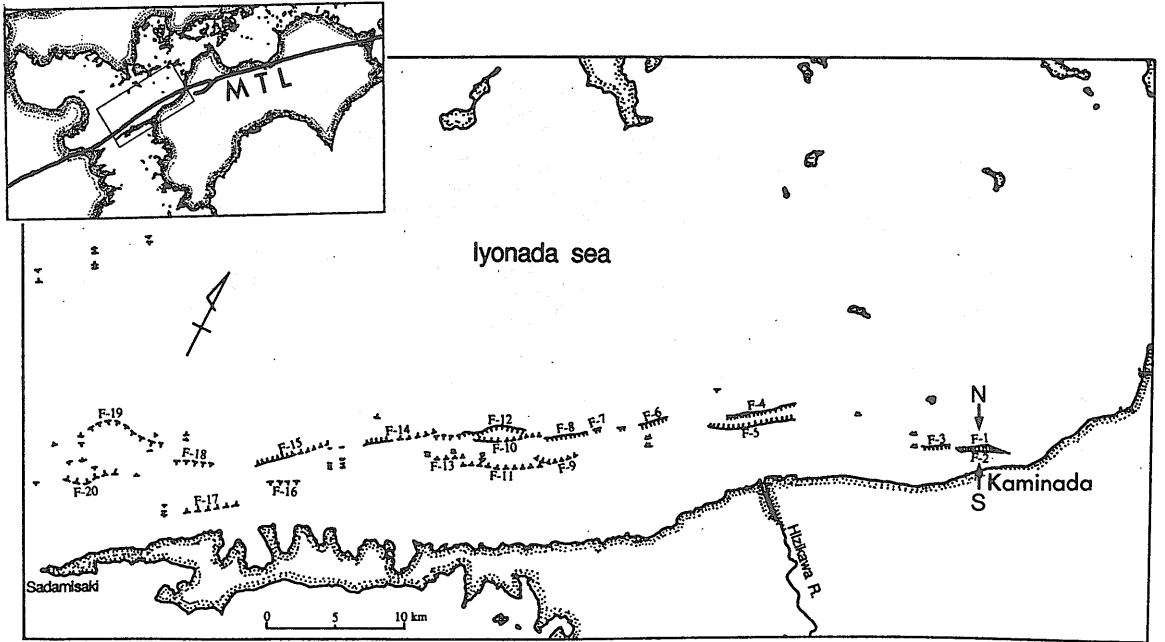 MTL
Iyonada sea
F-19
F-18
F-20
F-17
F-15
F-16
F-14
F-12
F-10
F-13
F-11
F-8
F-9
F-7
F-6
F-4
F-5
F-3
N
F-1
F-2
S
Kaminada
Hizikawa R.
Sadamisaki
0 5 10 km